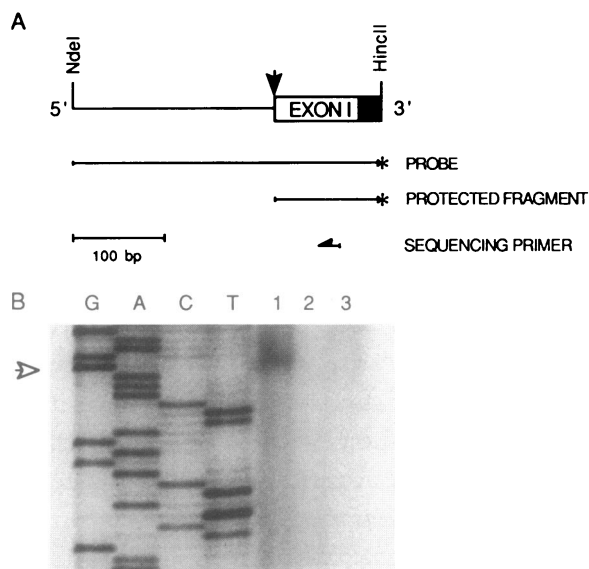 A
NdeI
HincII
5' EXON I 3'
* PROBE
* PROTECTED FRAGMENT
SEQUENCING PRIMER
100 bp
B G A C T 1 2 3